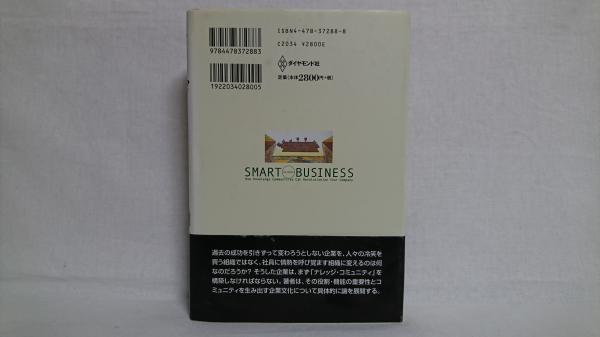 ISBN4-478-37288-8
C2034 ¥2800E
9784478372883
ダイヤモンド社
定価[本体2800円+税]
1922034028005
SMART BUSINESS
How Knowledge Communities Can Revolutionize Your Company
過去の成功を引きずって変わろうとしない企業を、人々の冷笑を
買う組織ではなく、社員に情熱を呼び覚ます組織に変えるのは何
なのだろうか? そうした企業は、まず「ナレッジ・コミュニティ」を
構築しなければならない。著者は、その役割・機能の重要性とコ
ミュニティを生み出す企業文化について具体的に論を展開する。